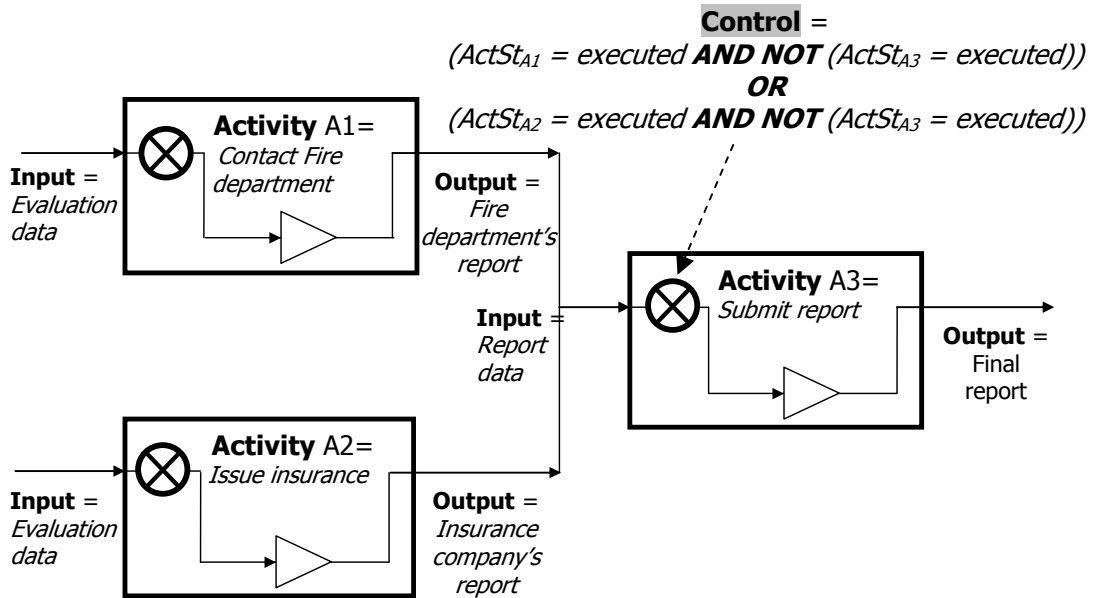 Control =
(ActStA1 = executed AND NOT (ActStA3 = executed))
OR
(ActStA2 = executed AND NOT (ActStA3 = executed))
Activity A1=
Contact Fire
department
Input =
Evaluation
data
Output =
Fire
department's
report
Activity A3=
Submit report
Input =
Report
data
Output =
Final
report
Activity A2=
Issue insurance
Input =
Evaluation
data
Output =
Insurance
company's
report